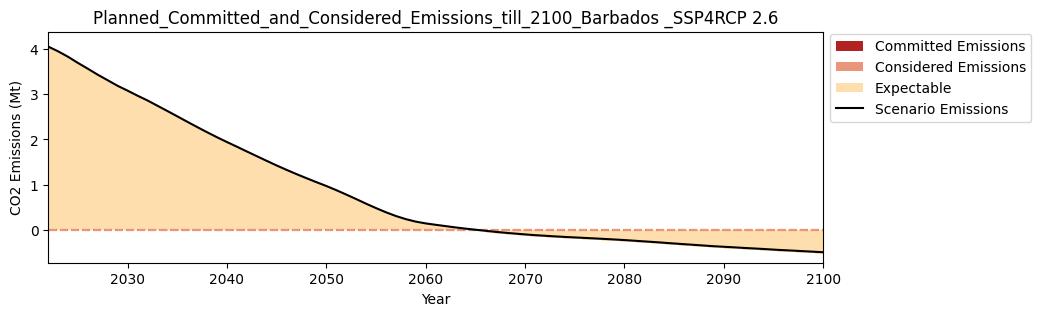 Planned_Committed_and_Considered_Emissions_till_2100_Barbados _SSP4RCP 2.6
CO2 Emissions (Mt)
4
3
2
1
0
2030 2040 2050 2060 2070 2080 2090 2100
Year
Committed Emissions
Considered Emissions
Expectable
Scenario Emissions